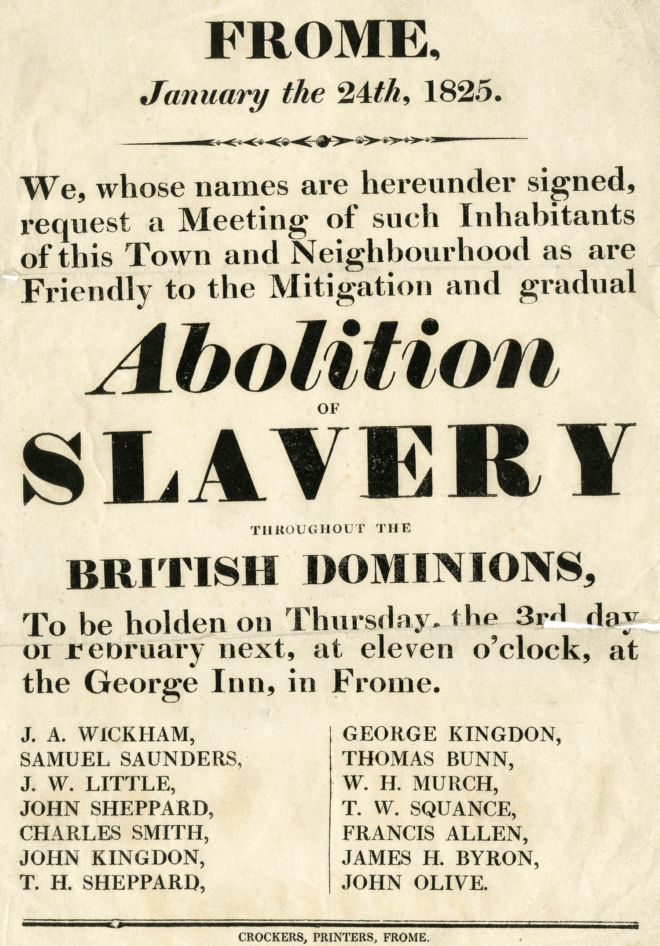 FROME,
January the 24th, 1825.
We, whose names are hereunder signed,
request a Meeting of such Inhabitants
of this Town and Neighbourhood as are
Friendly to the Mitigation and gradual
Abolition
OF
SLAVERY
THROUGHOUT THE
BRITISH DOMINIONS,
To be holden on Thursday, the 3rd day
of February next, at eleven o'clock, at
the George Inn, in Frome.
J. A. WICKHAM,
SAMUEL SAUNDERS,
J. W. LITTLE,
JOHN SHEPPARD,
CHARLES SMITH,
JOHN KINGDON,
T. H. SHEPPARD,
GEORGE KINGDON,
THOMAS BUNN,
W. H. MURCH,
T. W. SQUANCE,
FRANCIS ALLEN,
JAMES H. BYRON,
JOHN OLIVE.
CROCKERS, PRINTERS, FROME.